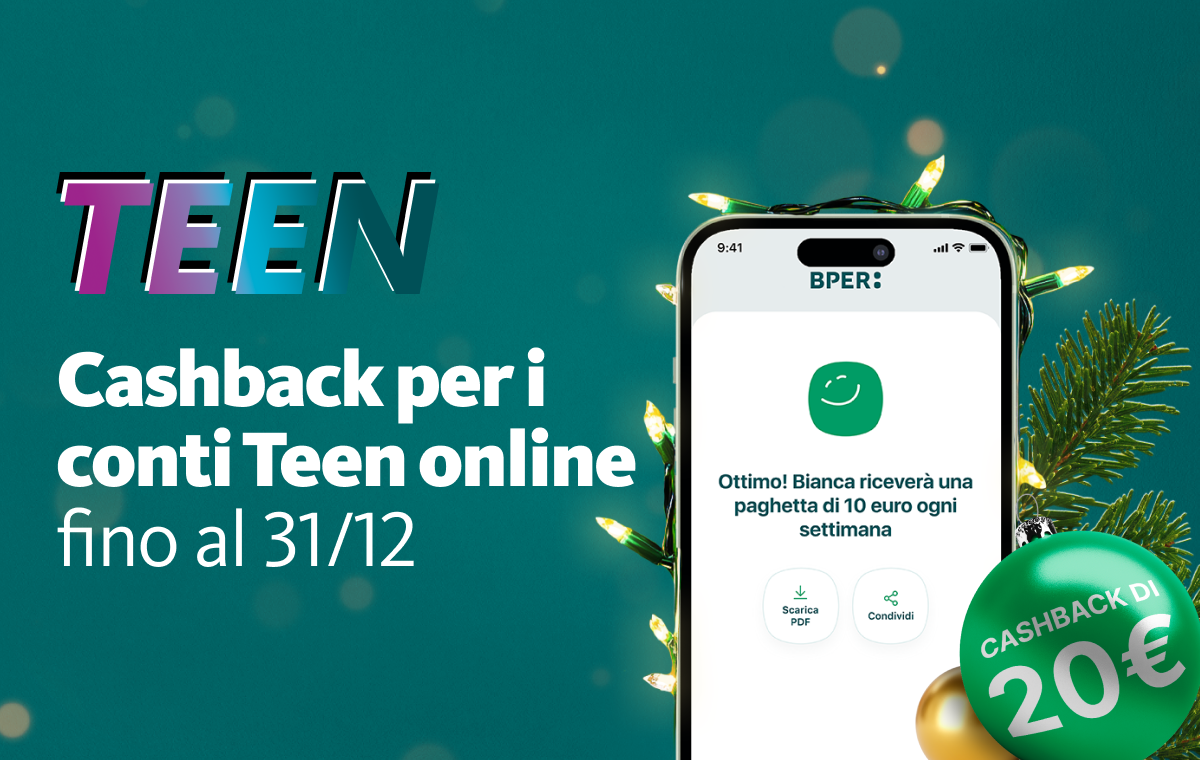 TEEN
Cashback per i
conti Teen online
fino al 31/12
9:41
BPER:
Ottimo! Bianca riceverà una
paghetta di 10 euro ogni
settimana
Scarica
PDF
Condividi
CASHBACK DI
20€